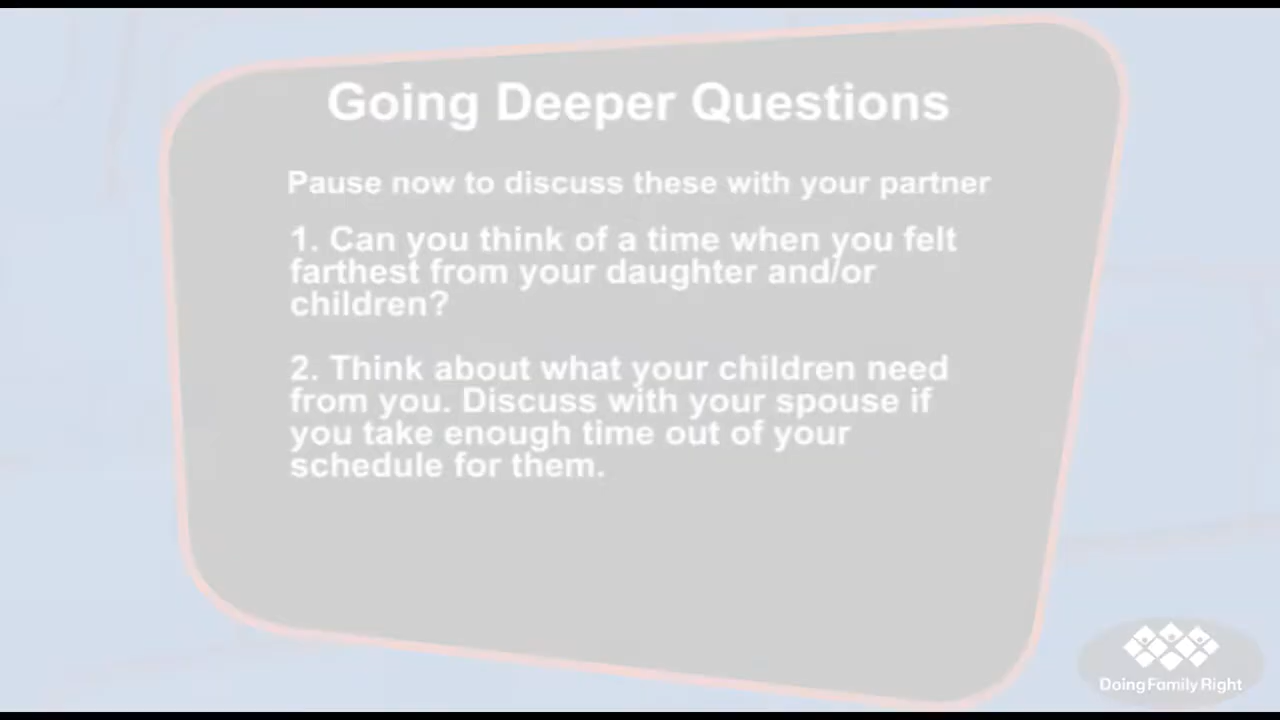 Going Deeper Questions
Pause now to discuss these with your partner
1. Can you think of a time when you felt
farthest from your daughter and/or
children?
2. Think about what your children need
from you. Discuss with your spouse if
you take enough time out of your
schedule for them.
Doing Family Right